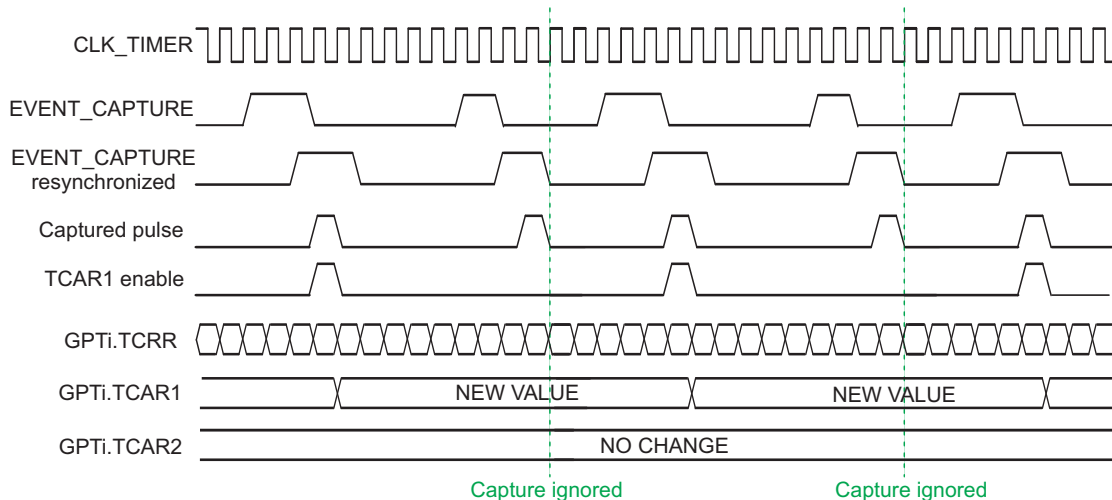 CLK_TIMER
EVENT_CAPTURE
EVENT_CAPTURE
resynchronized
Captured pulse
TCAR1 enable
GPTi.TCRR
GPTi.TCAR1
NEW VALUE
NEW VALUE
GPTi.TCAR2
NO CHANGE
Capture ignored
Capture ignored